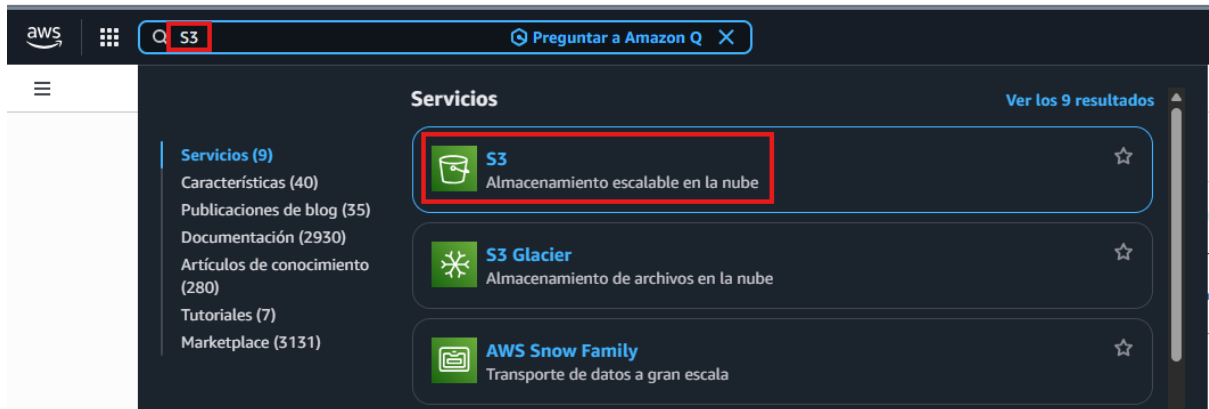 aws
S3
Preguntar a Amazon Q
Servicios
Ver los 9 resultados
Servicios (9)
Características (40)
Publicaciones de blog (35)
Documentación (2930)
Artículos de conocimiento
(280)
Tutoriales (7)
Marketplace (3131)
S3
Almacenamiento escalable en la nube
S3 Glacier
Almacenamiento de archivos en la nube
AWS Snow Family
Transporte de datos a gran escala